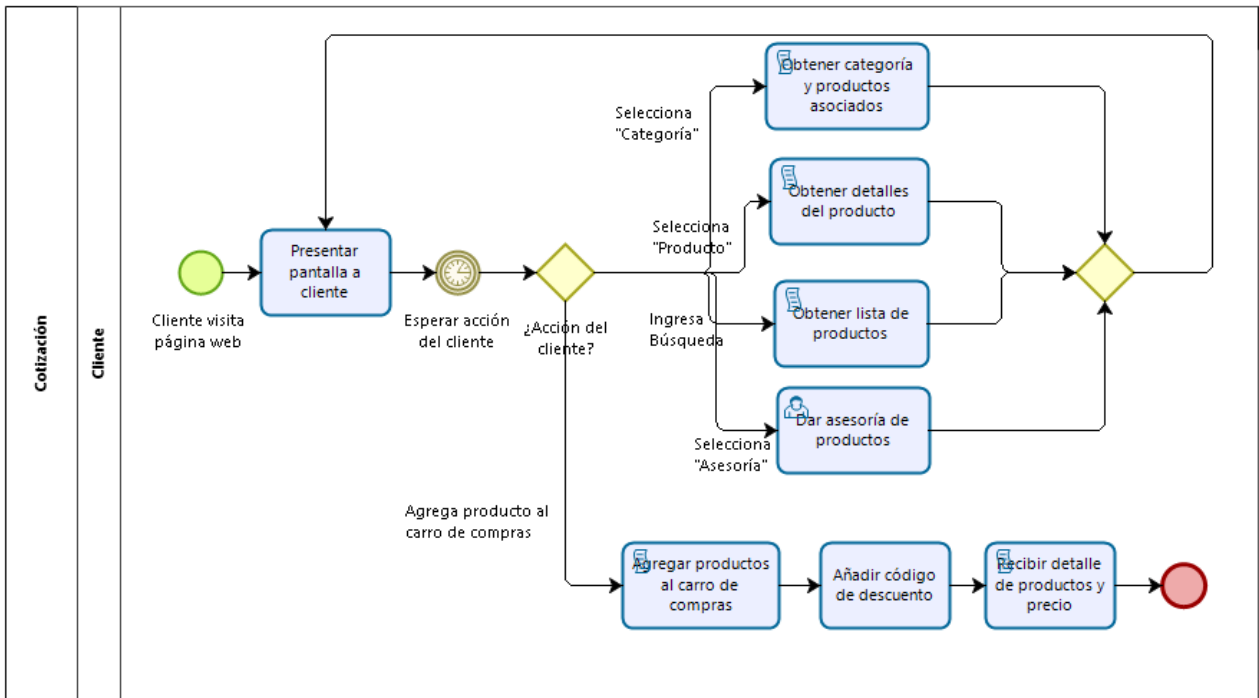 Cotización
Cliente
Cliente visita
página web
Presentar
pantalla a
cliente
Esperar acción
del cliente
¿Acción del
cliente?
Selecciona
"Categoría"
Obtener categoría
y productos
asociados
Selecciona
"Producto"
Obtener detalles
del producto
Ingresa
Búsqueda
Obtener lista de
productos
Selecciona
"Asesoría"
Dar asesoría de
productos
Agrega producto al
carro de compras
Agregar productos
al carro de
compras
Añadir código
de descuento
Recibir detalle
de productos y
precio